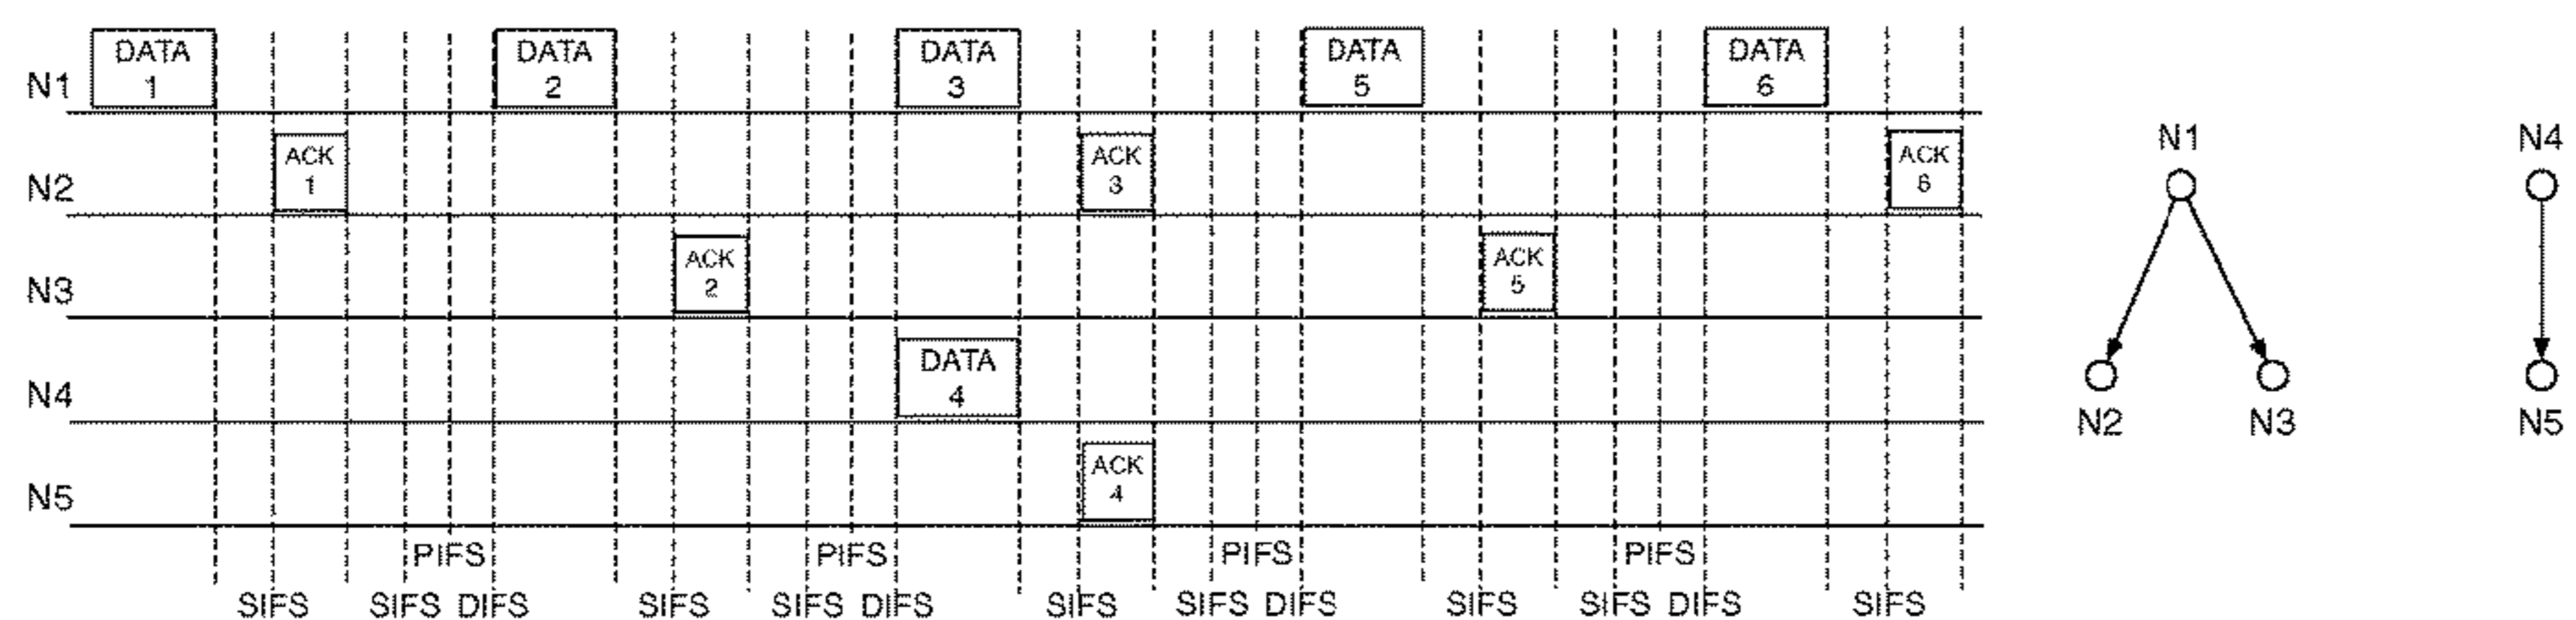 N1 DATA 1 DATA 2 DATA 3 DATA 5 DATA 6
N2 ACK 1 ACK 3 ACK 6
N3 ACK 2 ACK 5
N4 DATA 4
N5 ACK 4
PIFS PIFS PIFS PIFS
SIFS SIFS DIFS SIFS SIFS DIFS SIFS SIFS DIFS SIFS SIFS DIFS SIFS
N1 N4
N2 N3 N5